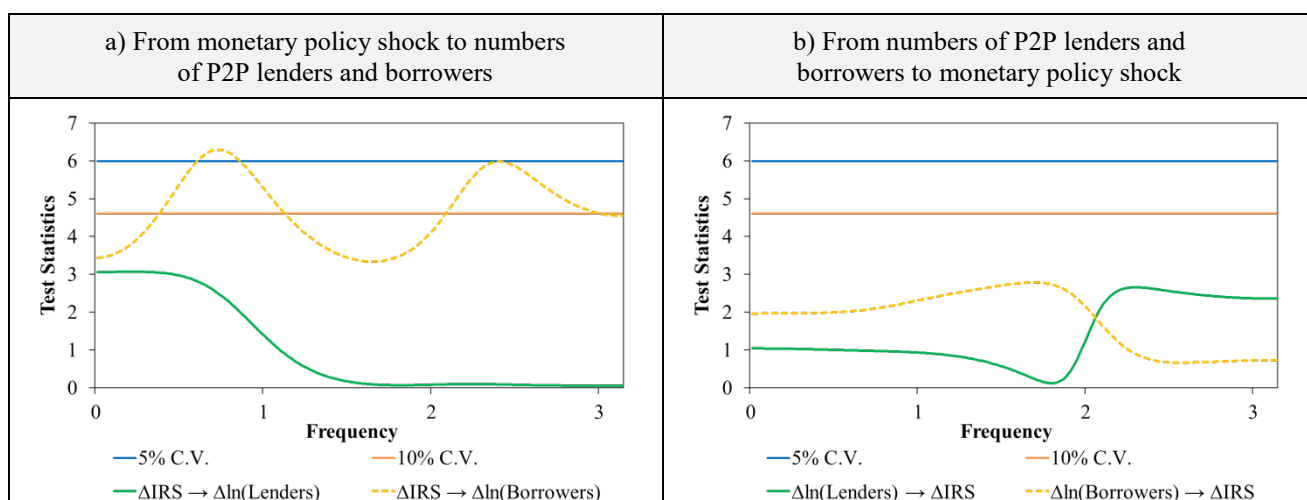 a) From monetary policy shock to numbers
of P2P lenders and borrowers
b) From numbers of P2P lenders and
borrowers to monetary policy shock
7
6
5
4
3
2
1
0
Test Statistics
0 1 2 3
Frequency
5% C.V. 10% C.V.
ΔIRS → Δln(Lenders) ΔIRS → Δln(Borrowers)
7
6
5
4
3
2
1
0
Test Statistics
0 1 2 3
Frequency
5% C.V. 10% C.V.
Δln(Lenders) → ΔIRS Δln(Borrowers) → ΔIRS